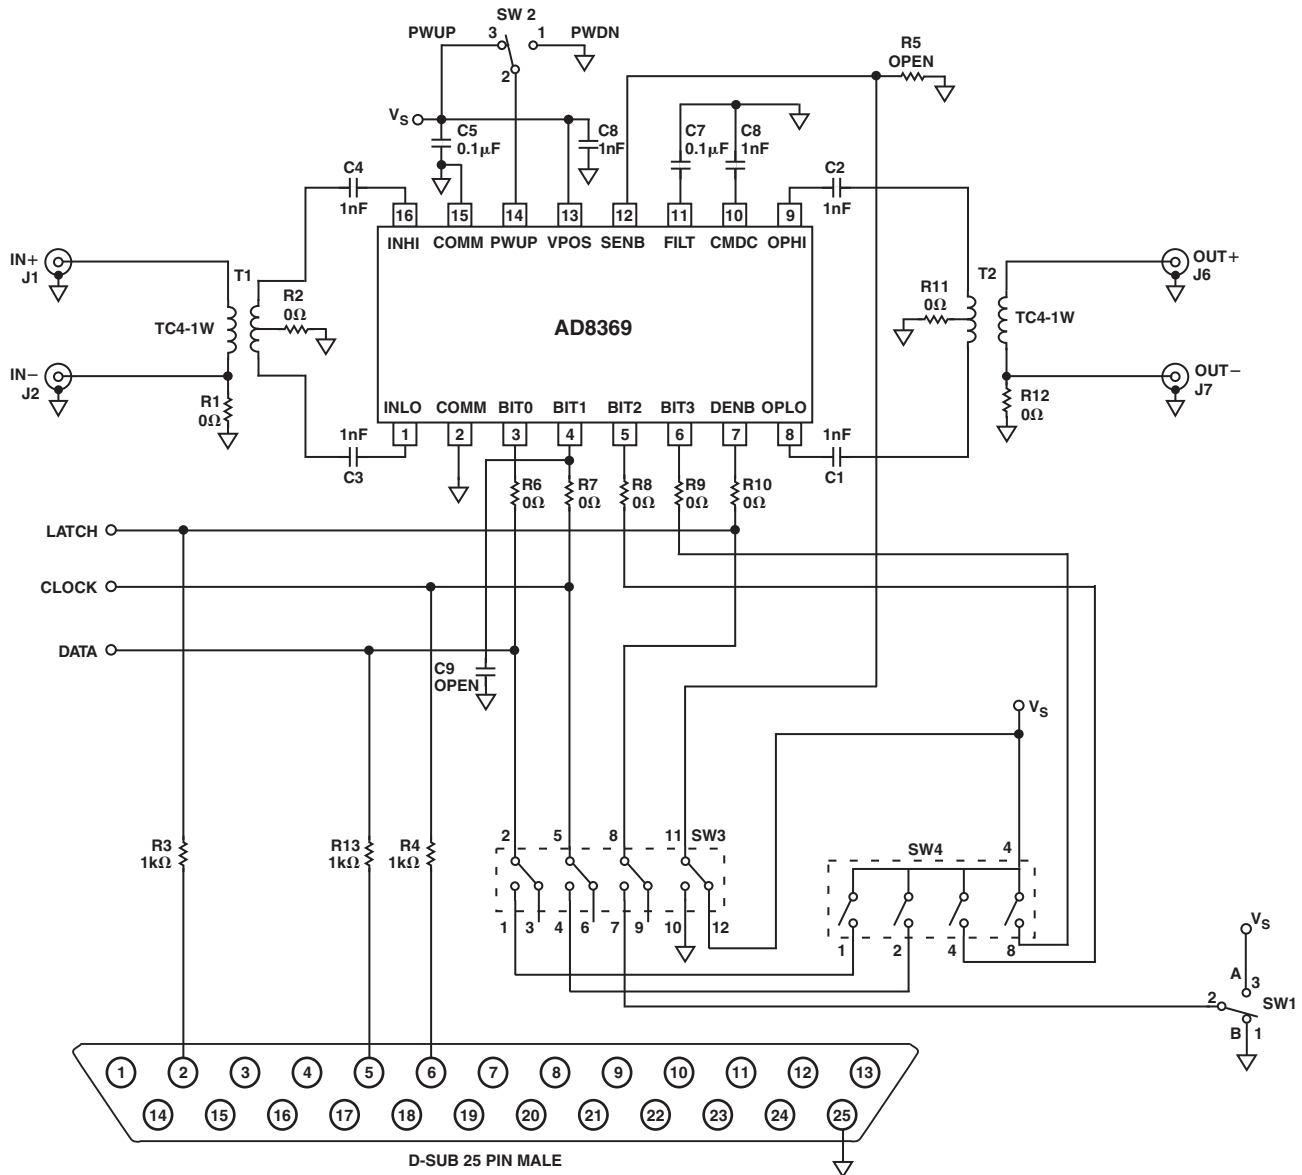 SW 2
PWUP 3 1 PWDN
2
R5
OPEN
VS
C5
0.1µF
C8
1nF
C7
0.1µF
C8
1nF
C4
1nF
C2
1nF
16 15 14 13 12 11 10 9
INHI COMM PWUP VPOS SENB FILT CMDC OPHI
IN+
J1
T1
R2
0Ω
TC4-1W
AD8369
R11
0Ω
T2
TC4-1W
OUT+
J6
IN−
J2
R1
0Ω
OUT−
J7
R12
0Ω
INLO COMM BIT0 BIT1 BIT2 BIT3 DENB OPLO
1 2 3 4 5 6 7 8
1nF
C3
1nF
C1
R6
0Ω
R7
0Ω
R8
0Ω
R9
0Ω
R10
0Ω
LATCH
CLOCK
DATA
C9
OPEN
VS
R3
1kΩ
R13
1kΩ
R4
1kΩ
2 5 8 11 SW3
1 3 4 6 7 9 10 12
SW4 4
1 2 4 8
VS
A 3
2 SW1
B 1
1 2 3 4 5 6 7 8 9 10 11 12 13
14 15 16 17 18 19 20 21 22 23 24 25
D-SUB 25 PIN MALE